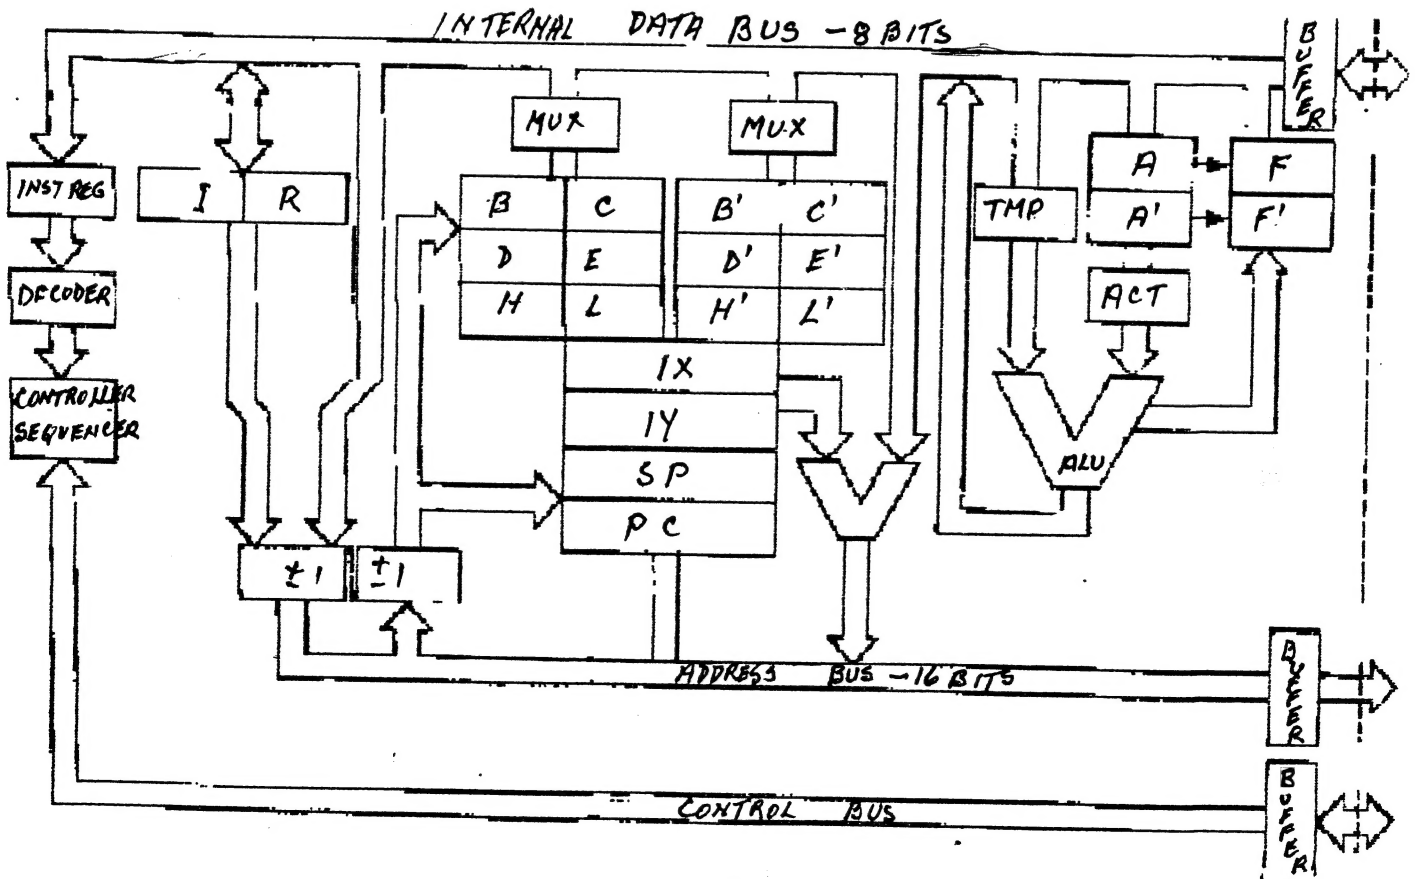 INTERNAL DATA BUS - 8 BITS
BUFFER
MUX
MUX
INST REG
I
R
B
C
B'
C'
D
E
D'
E'
H
L
H'
L'
TMP
A
F
A'
F'
DECODER
ACT
IX
CONTROLLER
SEQUENCER
IY
SP
ALU
PC
±1
±1
ADDRESS BUS - 16 BITS
BUFFER
CONTROL BUS
BUFFER